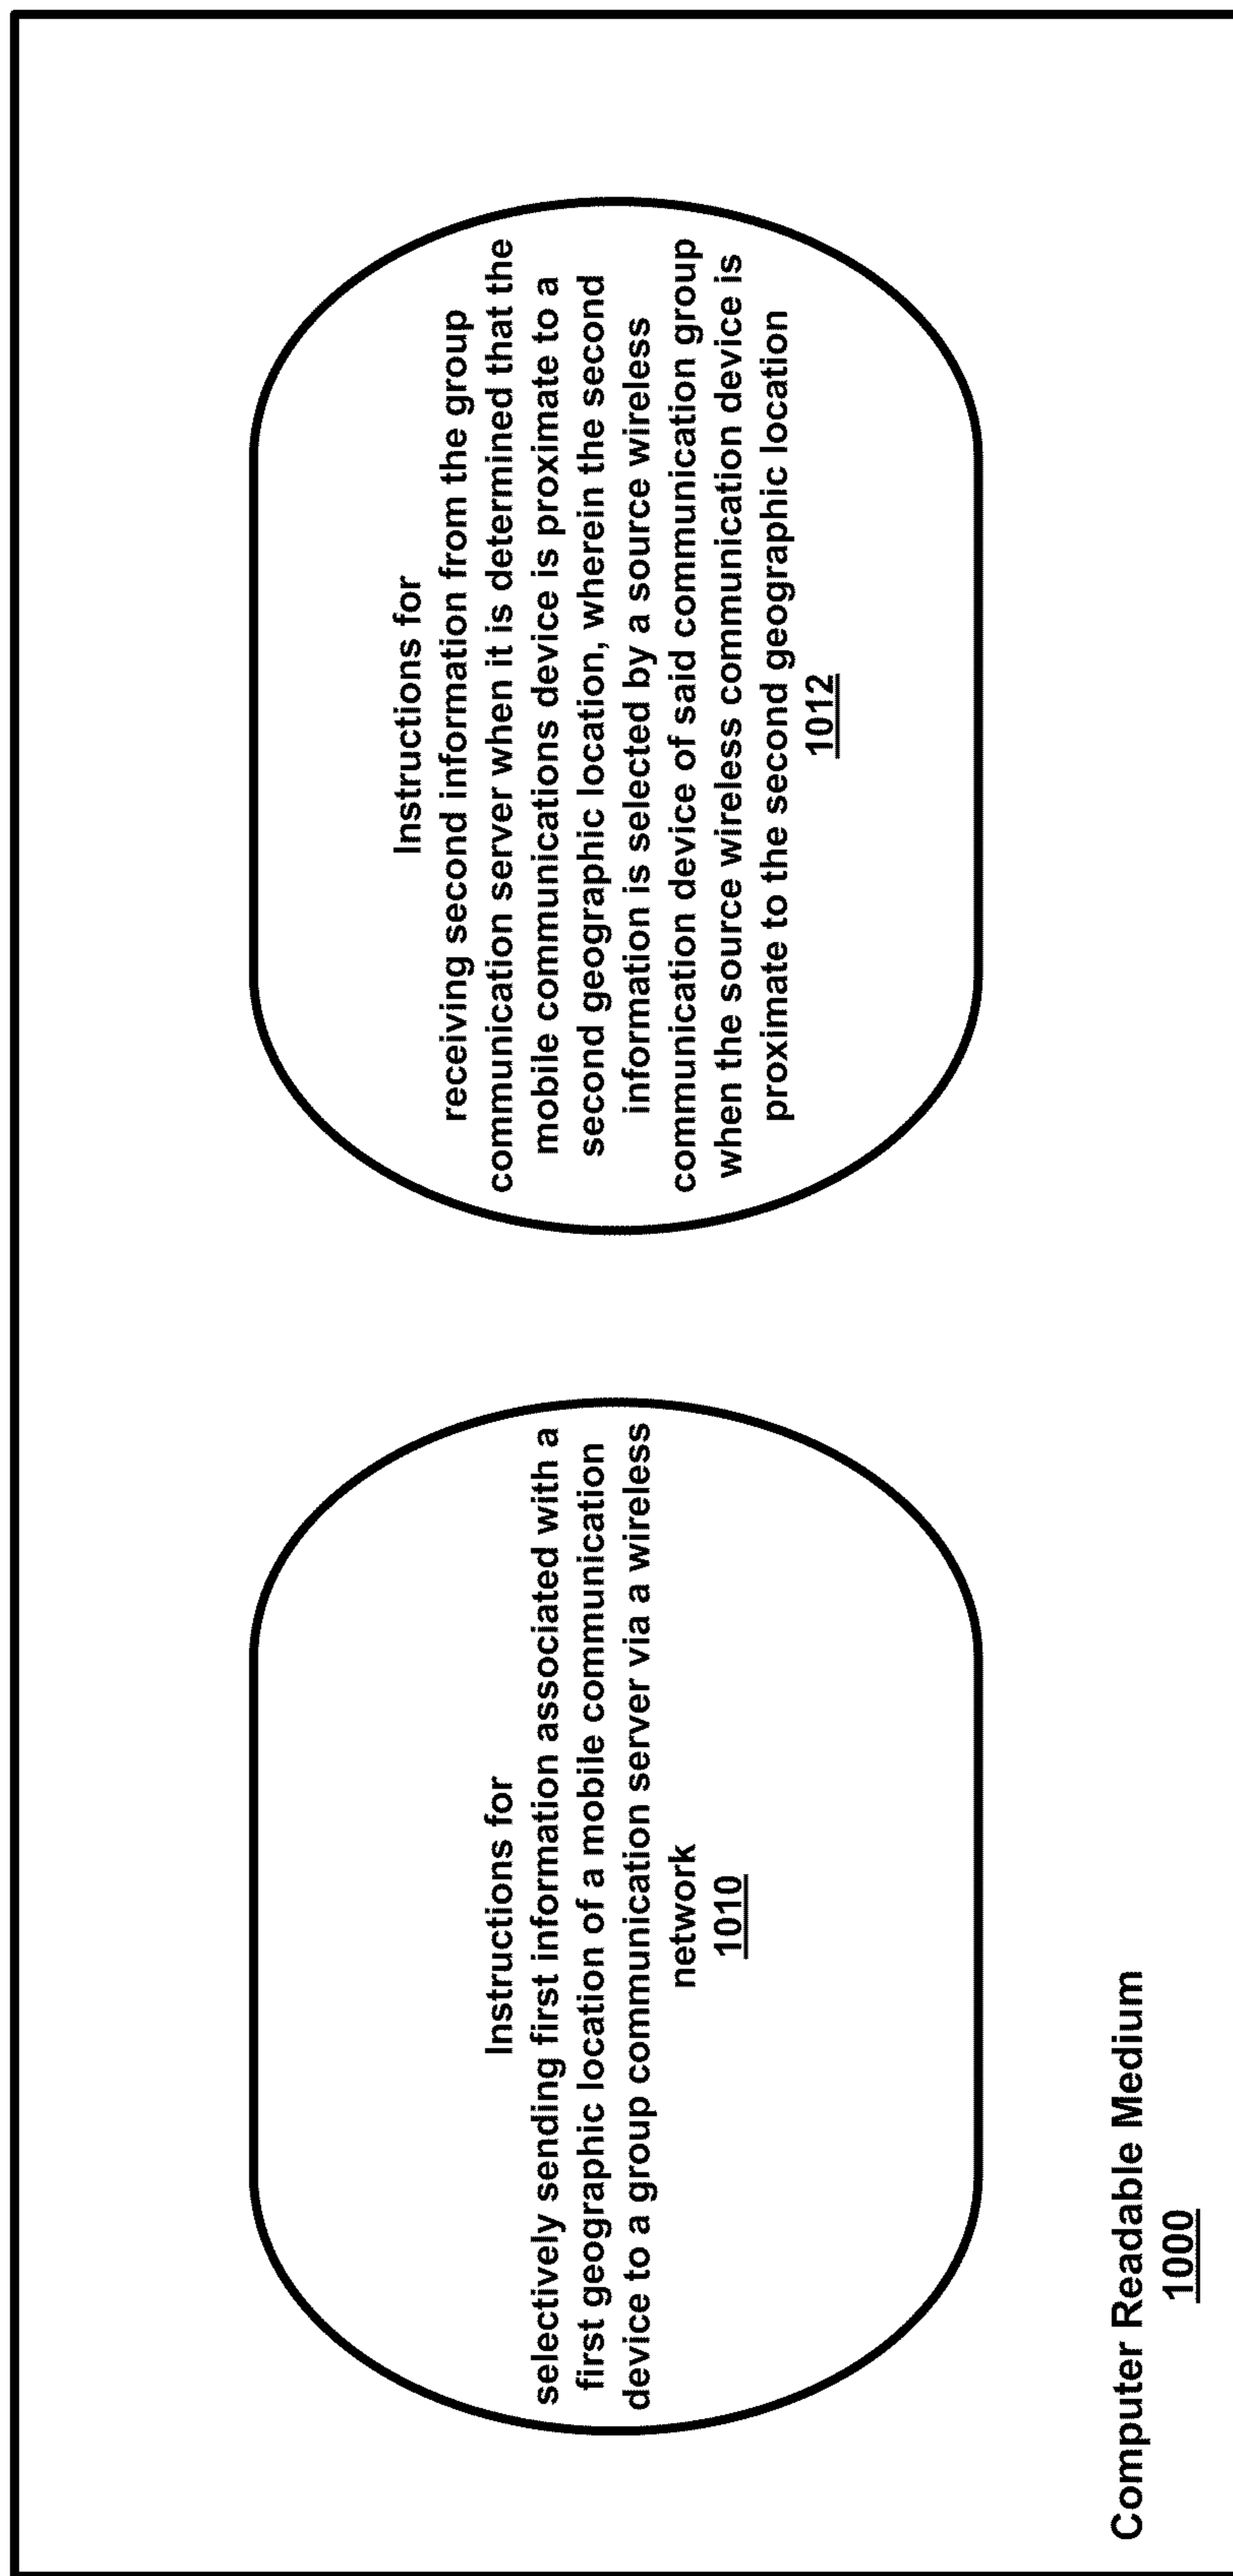 Instructions for
selectively sending first information associated with a
first geographic location of a mobile communication
device to a group communication server via a wireless
network
1010
Instructions for
receiving second information from the group
communication server when it is determined that the
mobile communications device is proximate to a
second geographic location, wherein the second
information is selected by a source wireless
communication device of said communication group
when the source wireless communication device is
proximate to the second geographic location
1012
Computer Readable Medium
1000